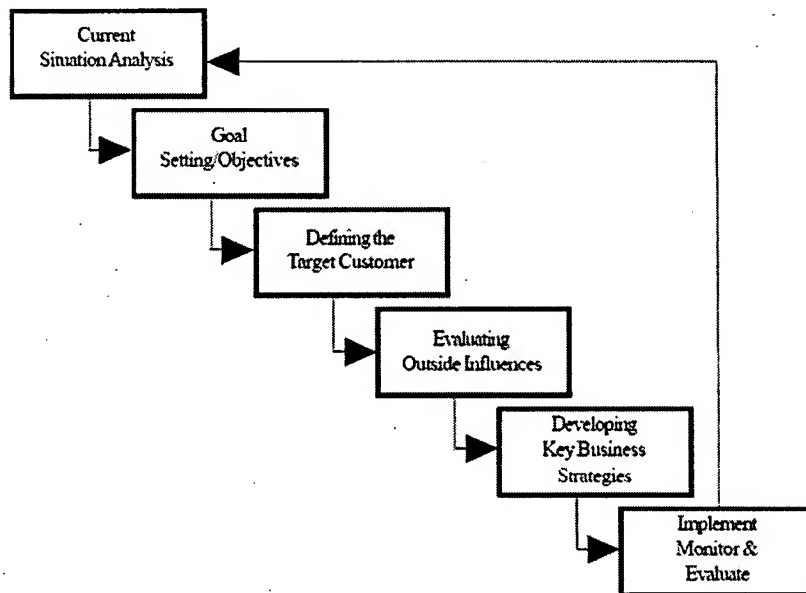 Current
Situation Analysis
Goal
Setting/Objectives
Defining the
Target Customer
Evaluating
Outside Influences
Developing
Key Business
Strategies
Implement
Monitor &
Evaluate